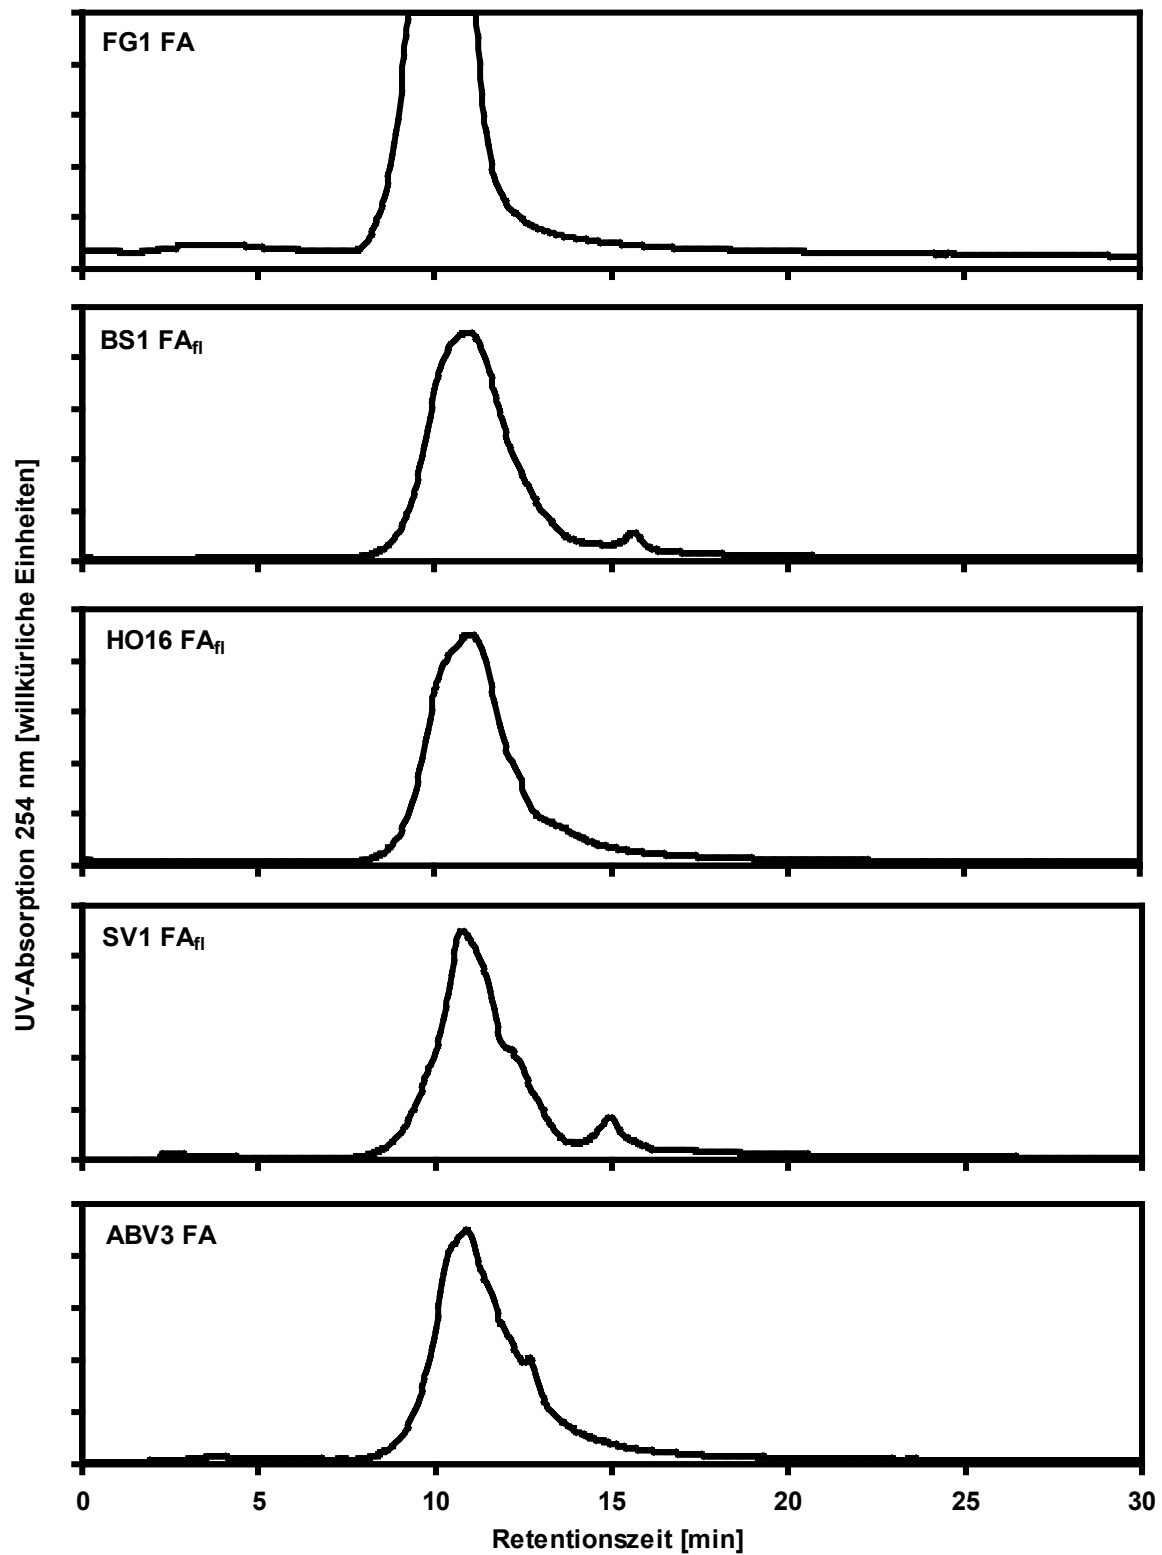 FG1 FA
BS1 FAfl
HO16 FAfl
SV1 FAfl
ABV3 FA
UV-Absorption 254 nm [willkürliche Einheiten]
0 5 10 15 20 25 30
Retentionszeit [min]